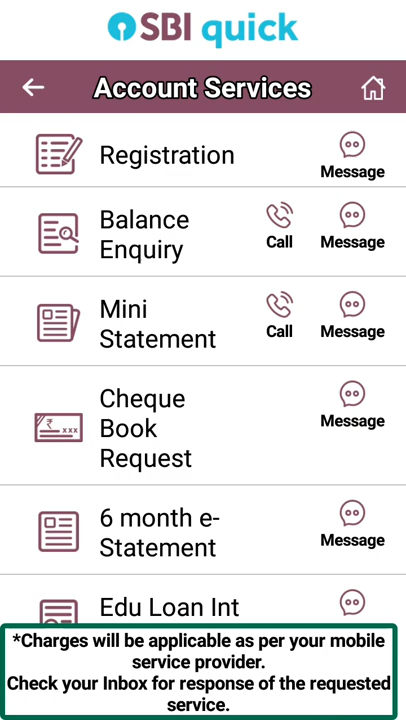 SBI quick
Account Services
Registration
Message
Balance
Enquiry
Call
Message
Mini
Statement
Call
Message
Cheque
Book
Request
₹
xxx
Message
6 month e-
Statement
Message
Edu Loan Int
*Charges will be applicable as per your mobile
service provider.
Check your Inbox for response of the requested
service.